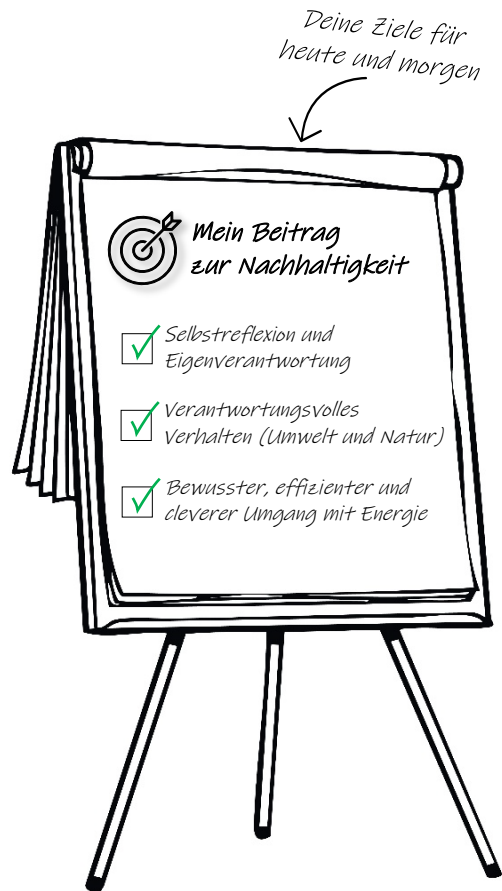 Deine Ziele für
heute und morgen
Mein Beitrag
zur Nachhaltigkeit
Selbstreflexion und
Eigenverantwortung
Verantwortungsvolles
Verhalten (Umwelt und Natur)
Bewusster, effizienter und
cleverer Umgang mit Energie